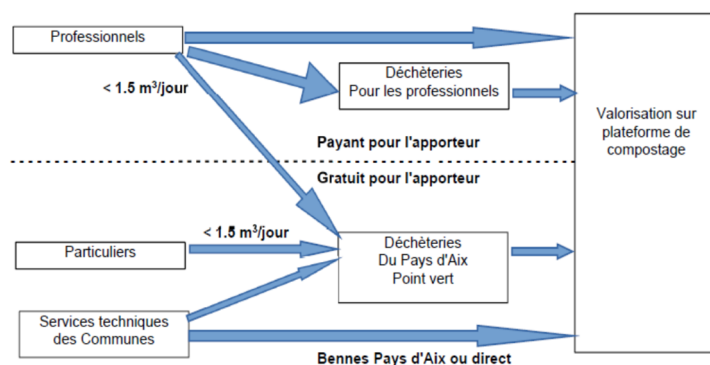 Professionnels
< 1.5 m³/jour
Déchèteries
Pour les professionnels
Payant pour l'apporteur
Gratuit pour l'apporteur
Valorisation sur
plateforme de
compostage
< 1.5 m³/jour
Particuliers
Déchèteries
Du Pays d'Aix
Point vert
Services techniques
des Communes
Bennes Pays d'Aix ou direct